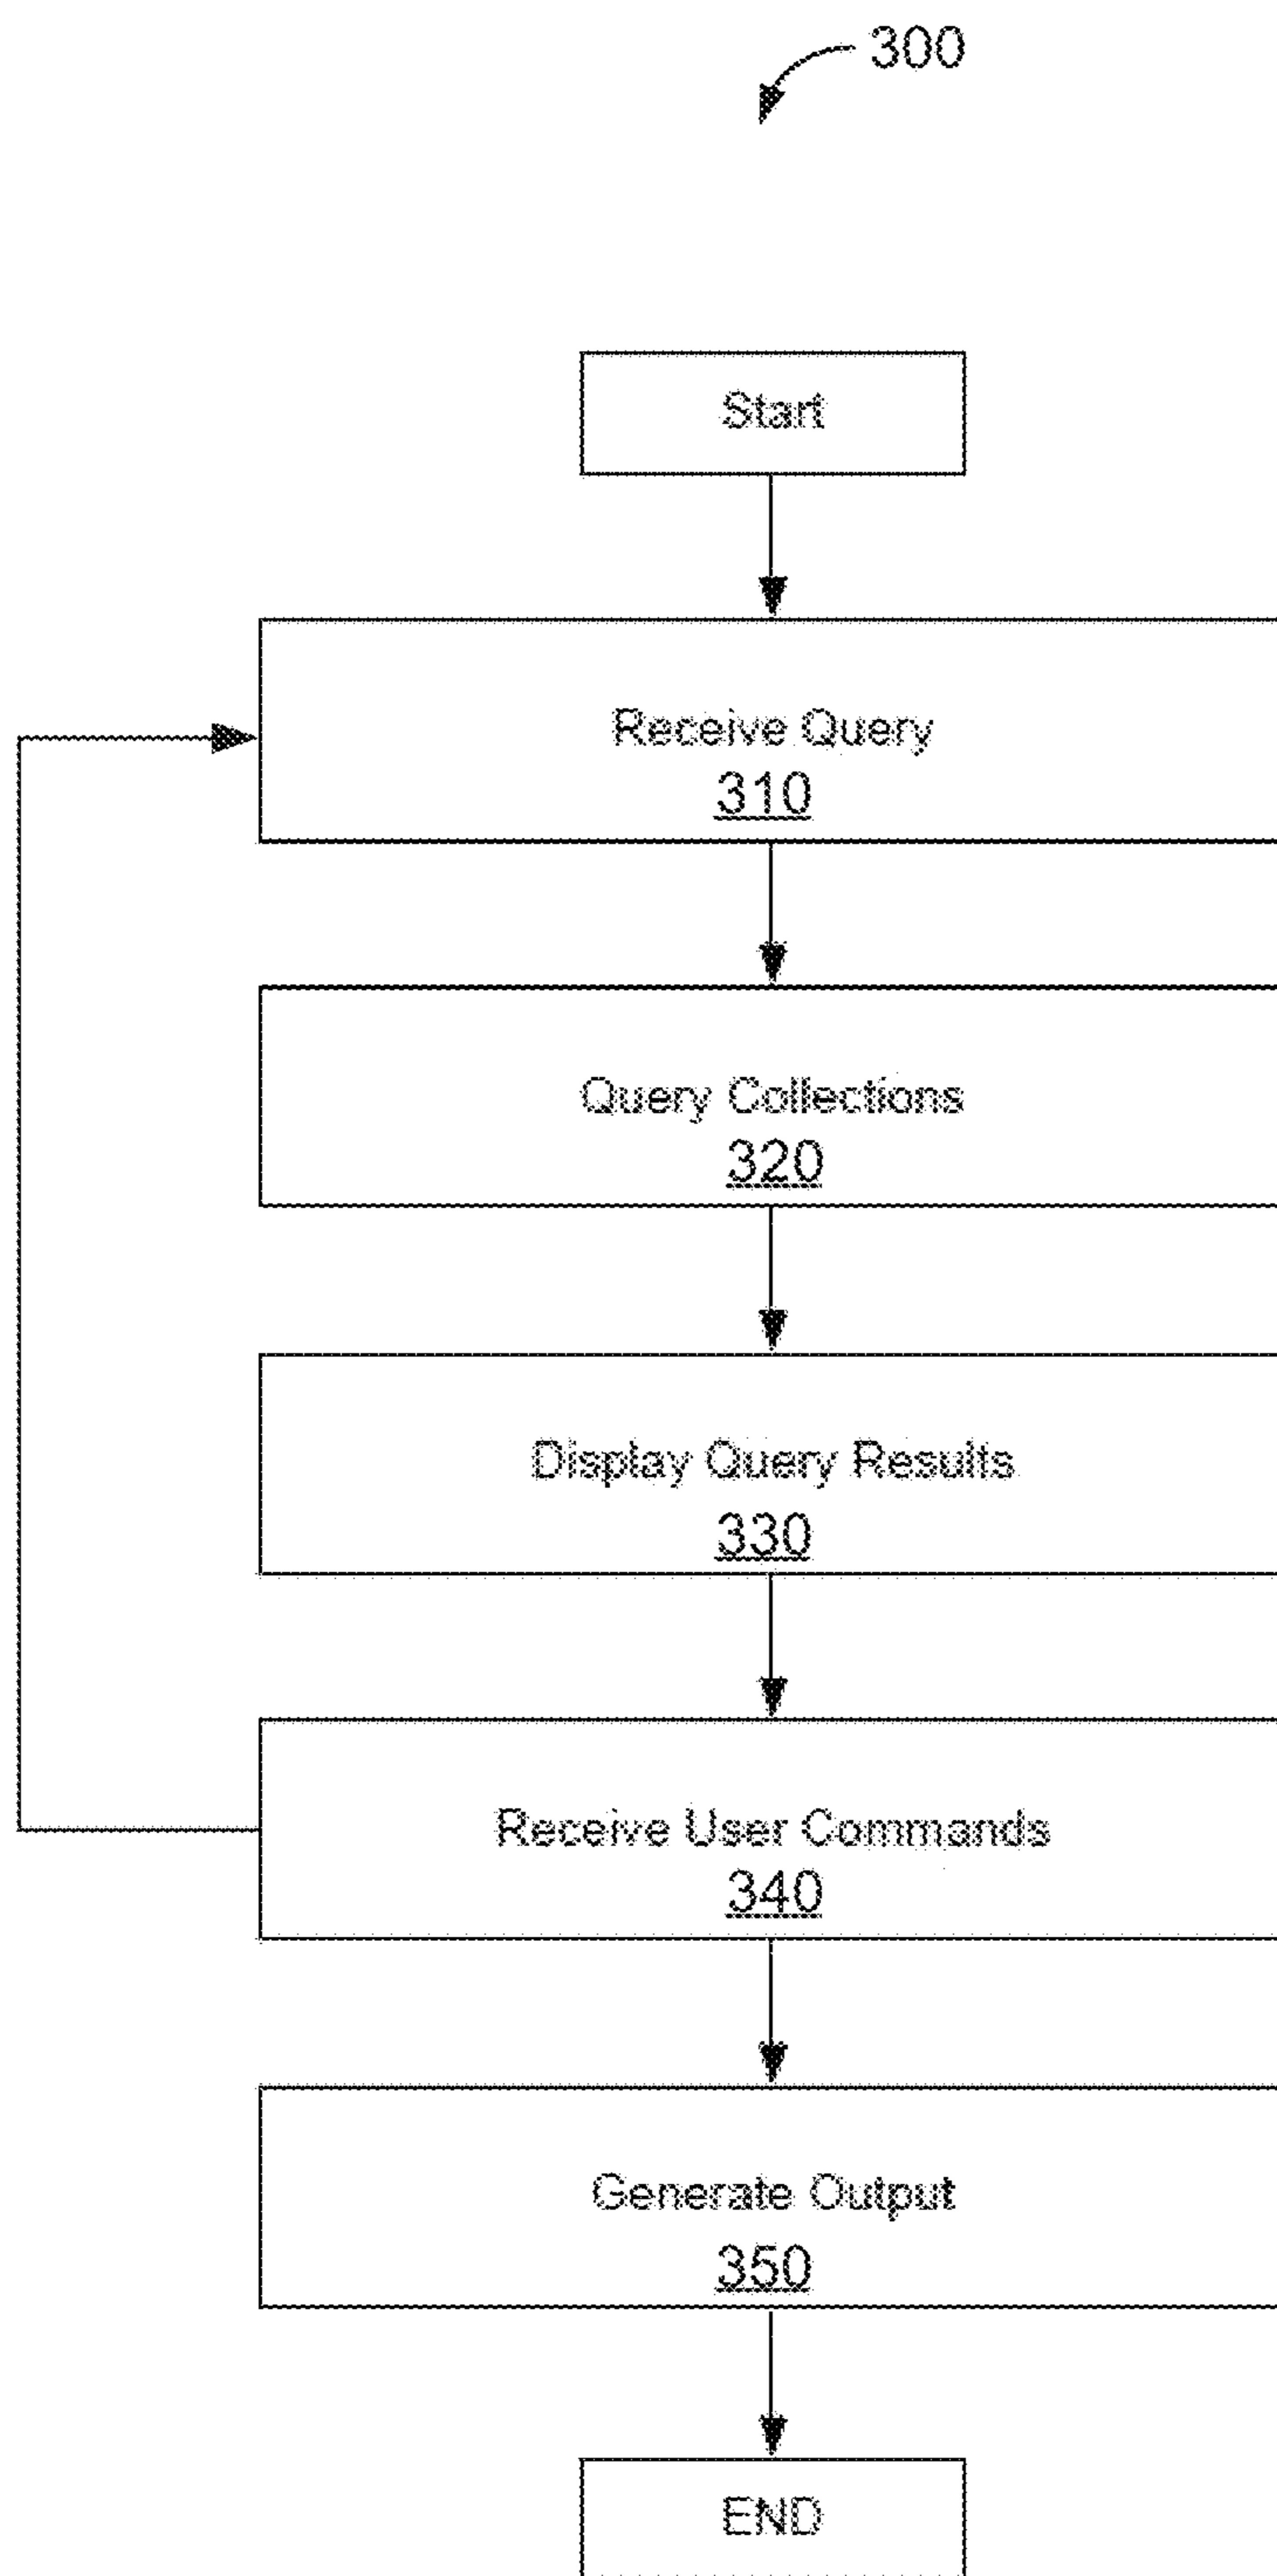 300
Start
Receive Query
310
Query Collections
320
Display Query Results
330
Receive User Commands
340
Generate Output
350
END